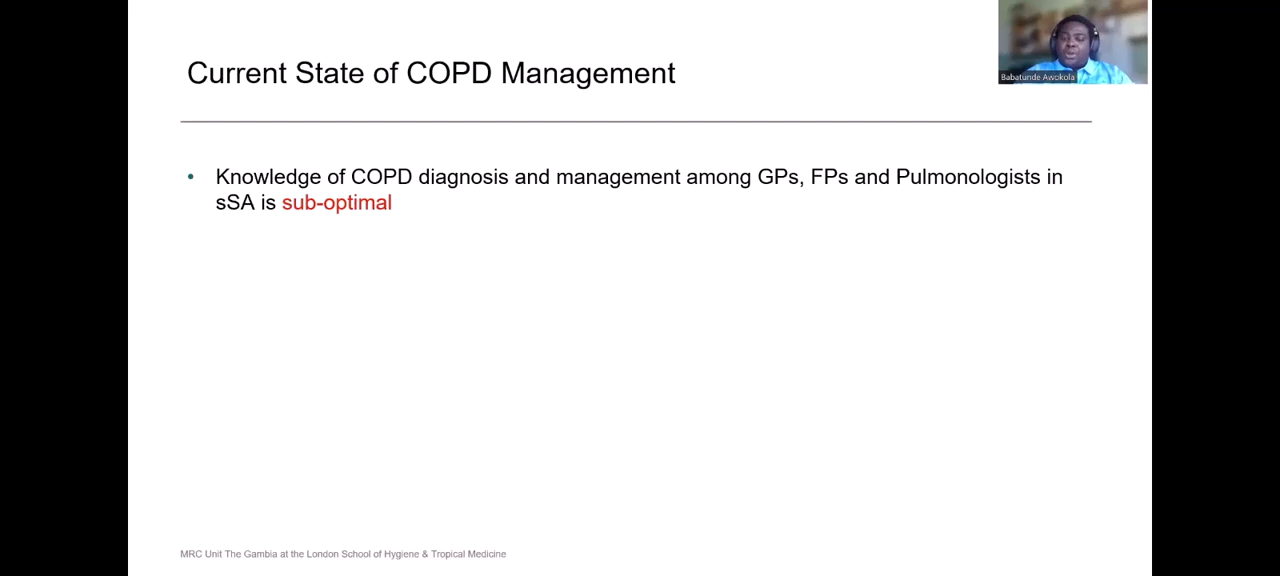 Current State of COPD Management
Babatunde Awokola
• Knowledge of COPD diagnosis and management among GPs, FPs and Pulmonologists in
sSA is sub-optimal
MRC Unit The Gambia at the London School of Hygiene & Tropical Medicine